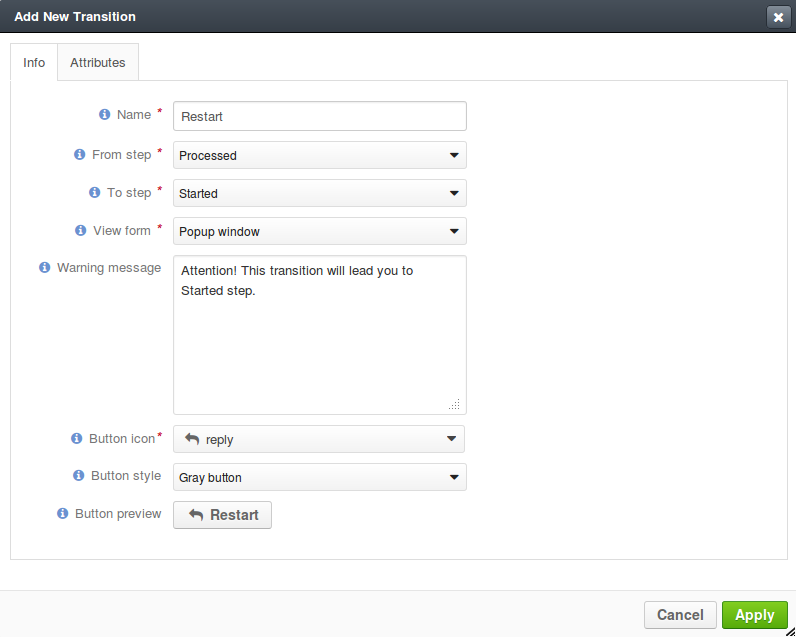 Add New Transition
Info
Attributes
Name *
Restart
From step *
Processed
To step *
Started
View form *
Popup window
Warning message
Attention! This transition will lead you to
Started step.
Button icon*
reply
Button style
Gray button
Button preview
Restart
Cancel
Apply